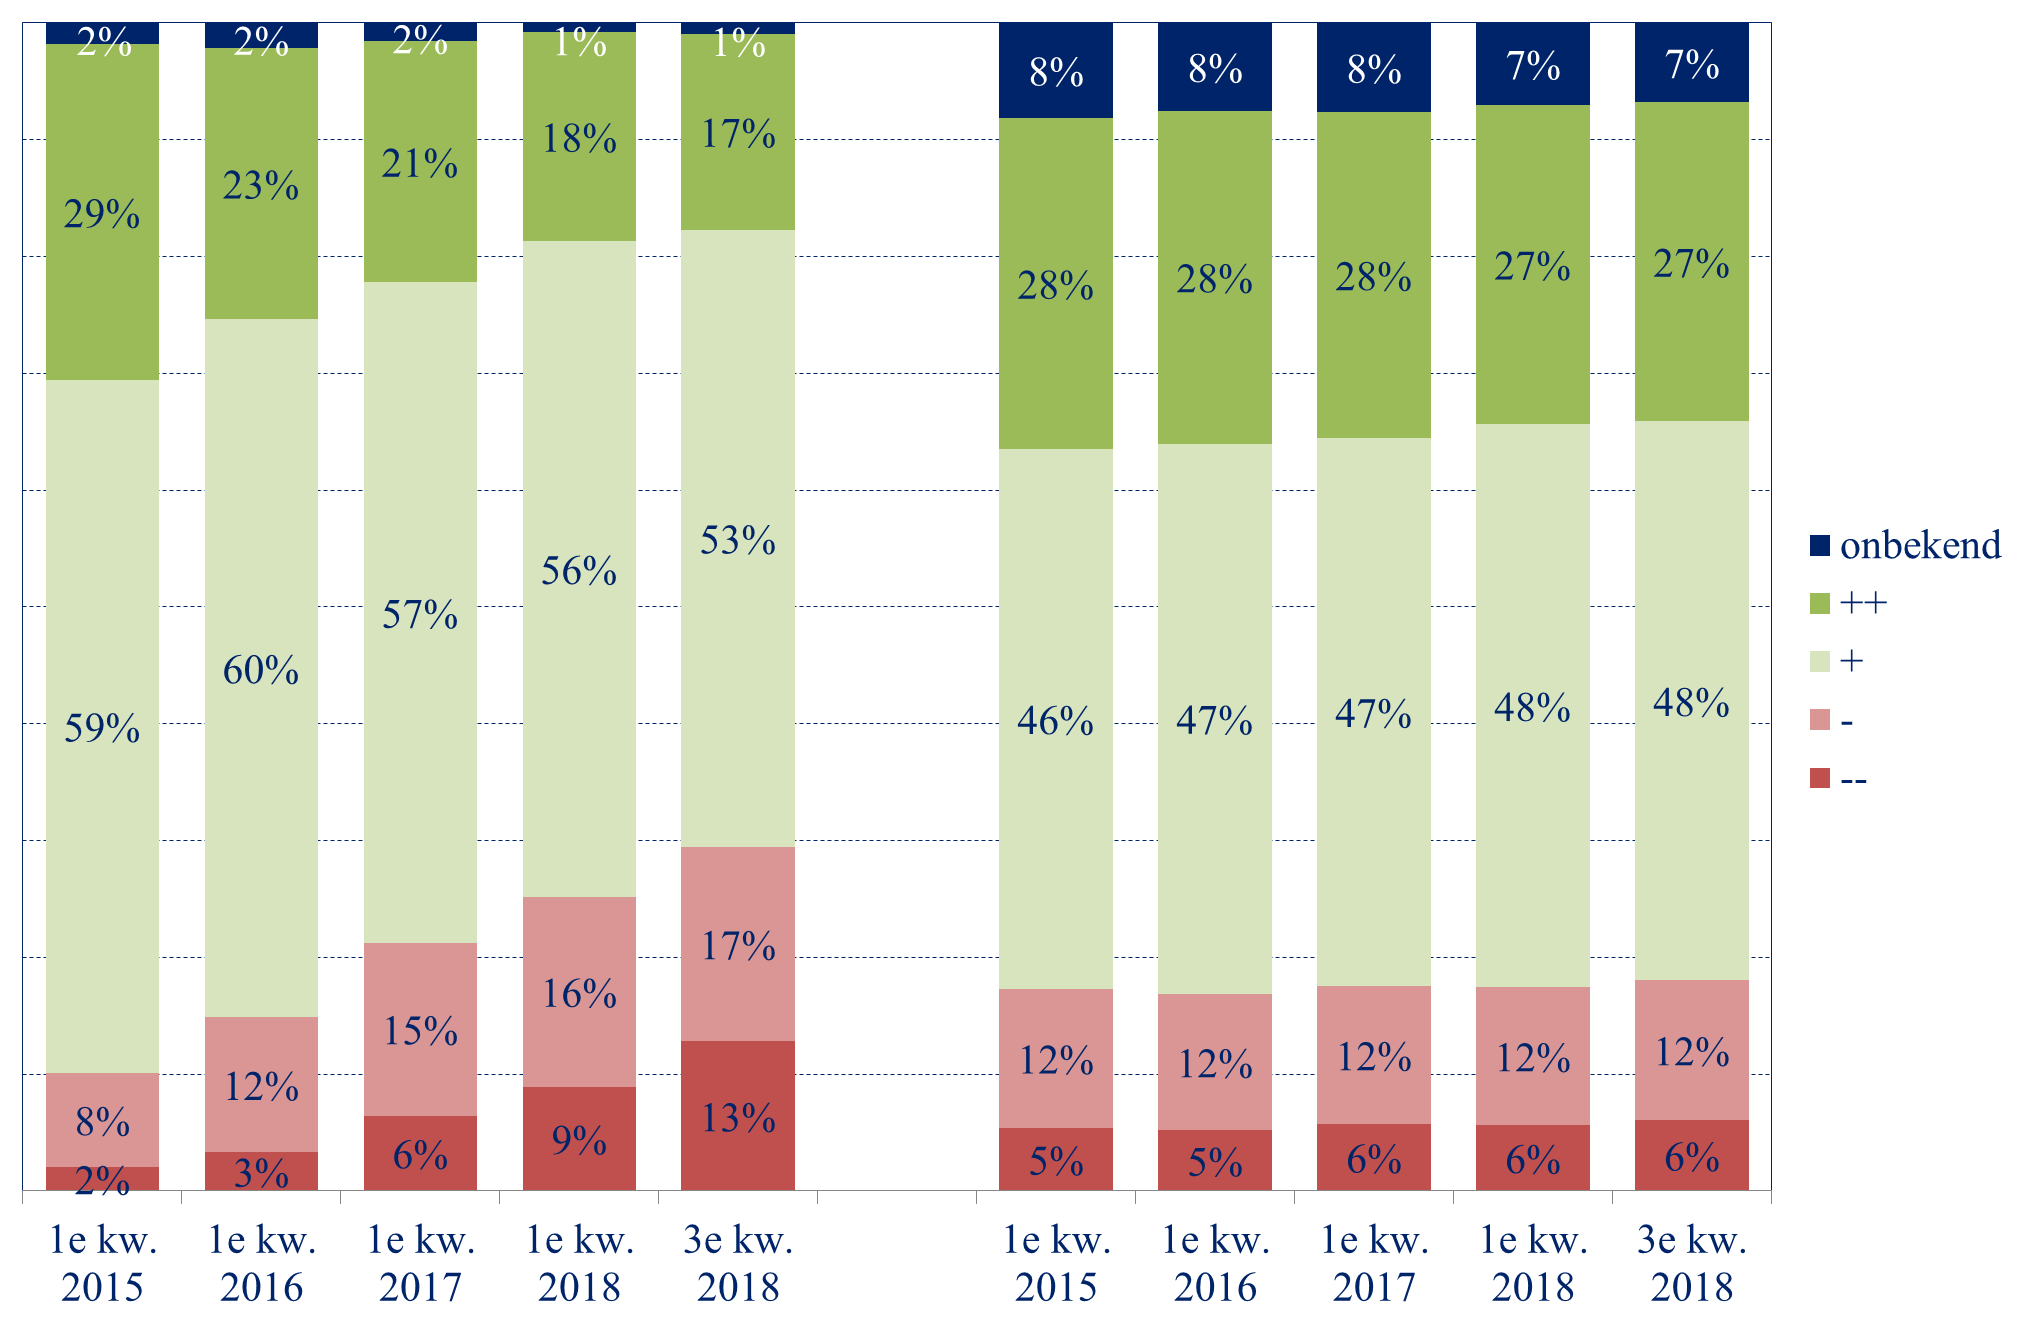 2% 2% 2% 1% 1% 8% 8% 8% 7% 7%
29% 23% 21% 18% 17% 28% 28% 28% 27% 27%
59% 60% 57% 56% 53% 46% 47% 47% 48% 48%
8% 12% 15% 16% 17% 12% 12% 12% 12% 12%
2% 3% 6% 9% 13% 5% 5% 6% 6% 6%
1e kw. 1e kw. 1e kw. 1e kw. 3e kw. 1e kw. 1e kw. 1e kw. 1e kw. 3e kw.
2015 2016 2017 2018 2018 2015 2016 2017 2018 2018
onbekend
++
+
-
--